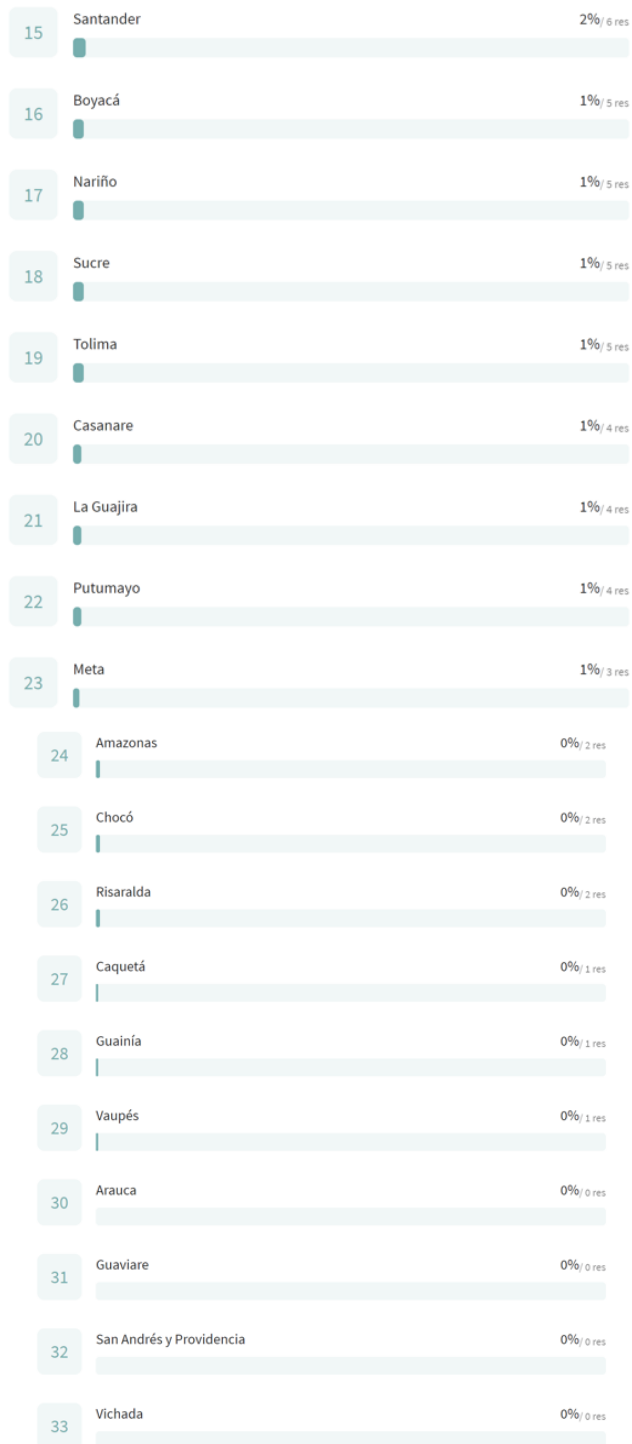 15 Santander 2% / 6 res
16 Boyacá 1% / 5 res
17 Nariño 1% / 5 res
18 Sucre 1% / 5 res
19 Tolima 1% / 5 res
20 Casanare 1% / 4 res
21 La Guajira 1% / 4 res
22 Putumayo 1% / 4 res
23 Meta 1% / 3 res
24 Amazonas 0% / 2 res
25 Chocó 0% / 2 res
26 Risaralda 0% / 2 res
27 Caquetá 0% / 1 res
28 Guainía 0% / 1 res
29 Vaupés 0% / 1 res
30 Arauca 0% / 0 res
31 Guaviare 0% / 0 res
32 San Andrés y Providencia 0% / 0 res
33 Vichada 0% / 0 res